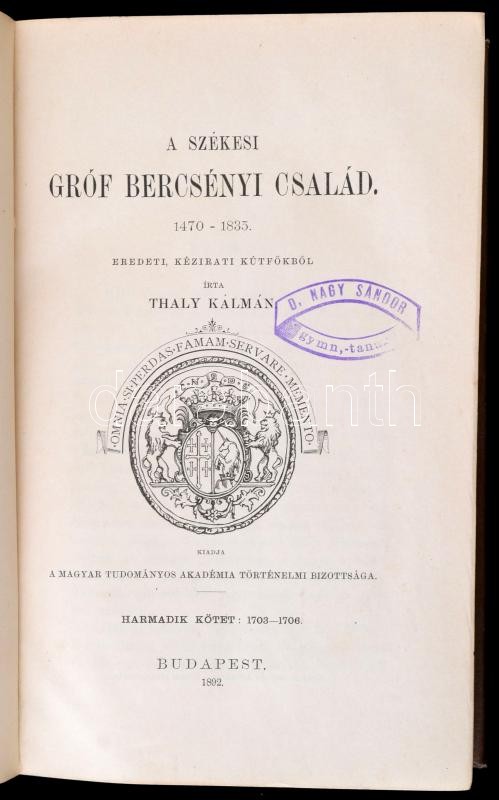 A SZÉKESI
GRÓF BERCSÉNYI CSALÁD.
1470 - 1835.
EREDETI, KÉZIRATI KÚTFŐKBŐL
ÍRTA
THALY KÁLMÁN
D. NAGY SÁNDOR
gymn,-taná
· OMNIA · SI · PERDAS · FAMAM · SERVARE · MEMENTO ·
KIADJA
A MAGYAR TUDOMÁNYOS AKADÉMIA TÖRTÉNELMI BIZOTTSÁGA.
HARMADIK KÖTET: 1703—1706.
BUDAPEST.
1892.